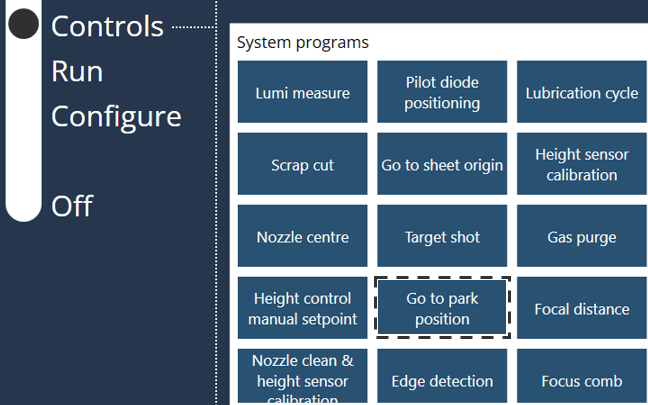 Controls
Run
Configure
Off
System programs
Lumi measure
Pilot diode
positioning
Lubrication cycle
Scrap cut
Go to sheet origin
Height sensor
calibration
Nozzle centre
Target shot
Gas purge
Height control
manual setpoint
Go to park
position
Focal distance
Nozzle clean &
height sensor
calibration
Edge detection
Focus comb